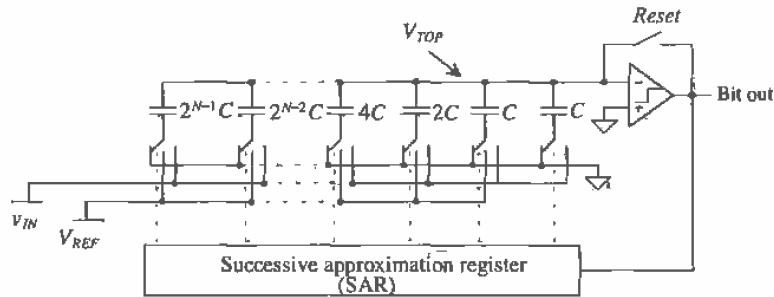 Reset
V_TOP
2^{N-1}C 2^{N-2}C 4C 2C C C
- +
Bit out
v_IN
V_REF
Successive approximation register
(SAR)